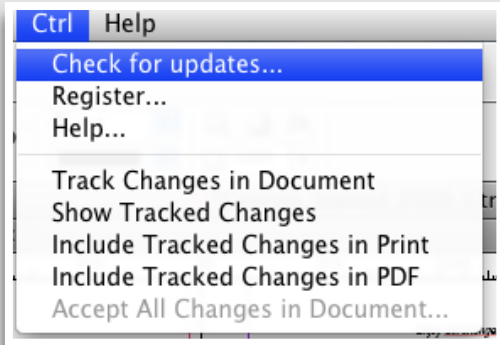 Ctrl Help
Check for updates...
Register...
Help...
Track Changes in Document
Show Tracked Changes
Include Tracked Changes in Print
Include Tracked Changes in PDF
Accept All Changes in Document...